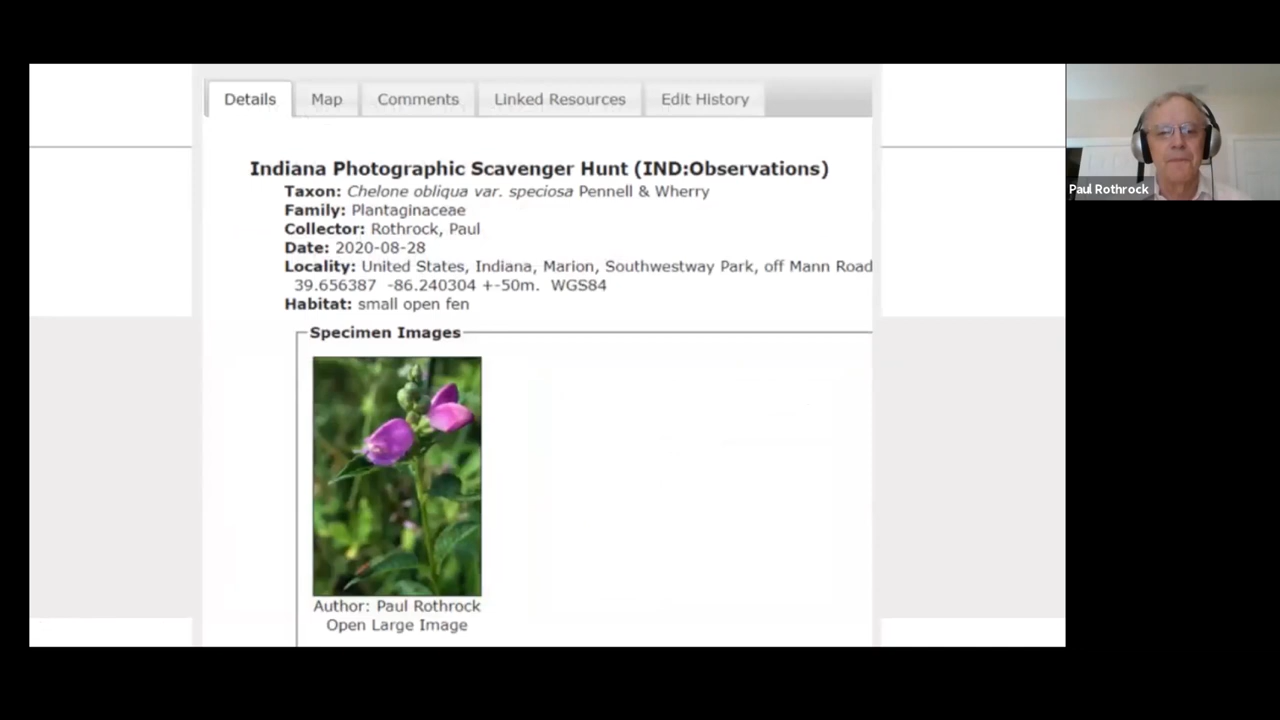 Details Map Comments Linked Resources Edit History
Indiana Photographic Scavenger Hunt (IND:Observations)
Taxon: Chelone obliqua var. speciosa Pennell & Wherry
Family: Plantaginaceae
Collector: Rothrock, Paul
Date: 2020-08-28
Locality: United States, Indiana, Marion, Southwestway Park, off Mann Road
39.656387 -86.240304 +-50m. WGS84
Habitat: small open fen
Specimen Images
Author: Paul Rothrock
Open Large Image
Paul Rothrock